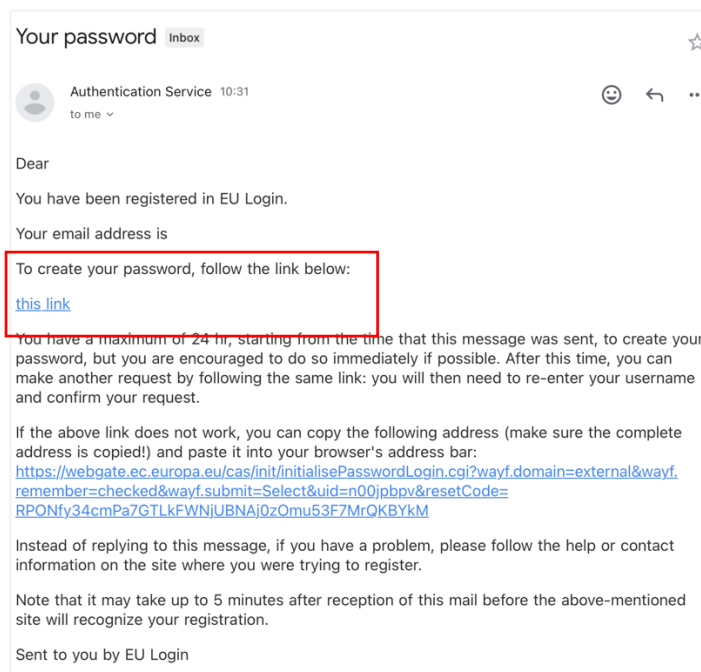 Your password Inbox
Authentication Service 10:31
to me
Dear
You have been registered in EU Login.
Your email address is
To create your password, follow the link below:
this link
You have a maximum of 24 hr, starting from the time that this message was sent, to create your
password, but you are encouraged to do so immediately if possible. After this time, you can
make another request by following the same link: you will then need to re-enter your username
and confirm your request.
If the above link does not work, you can copy the following address (make sure the complete
address is copied!) and paste it into your browser's address bar:
https://webgate.ec.europa.eu/cas/init/initialisePasswordLogin.cgi?wayf.domain=external&wayf.
remember=checked&wayf.submit=Select&uid=n00jpbpv&resetCode=
RPONfy34cmPa7GTLkFWNjUBNAj0zOmu53F7MrQKBYkM
Instead of replying to this message, if you have a problem, please follow the help or contact
information on the site where you were trying to register.
Note that it may take up to 5 minutes after reception of this mail before the above-mentioned
site will recognize your registration.
Sent to you by EU Login